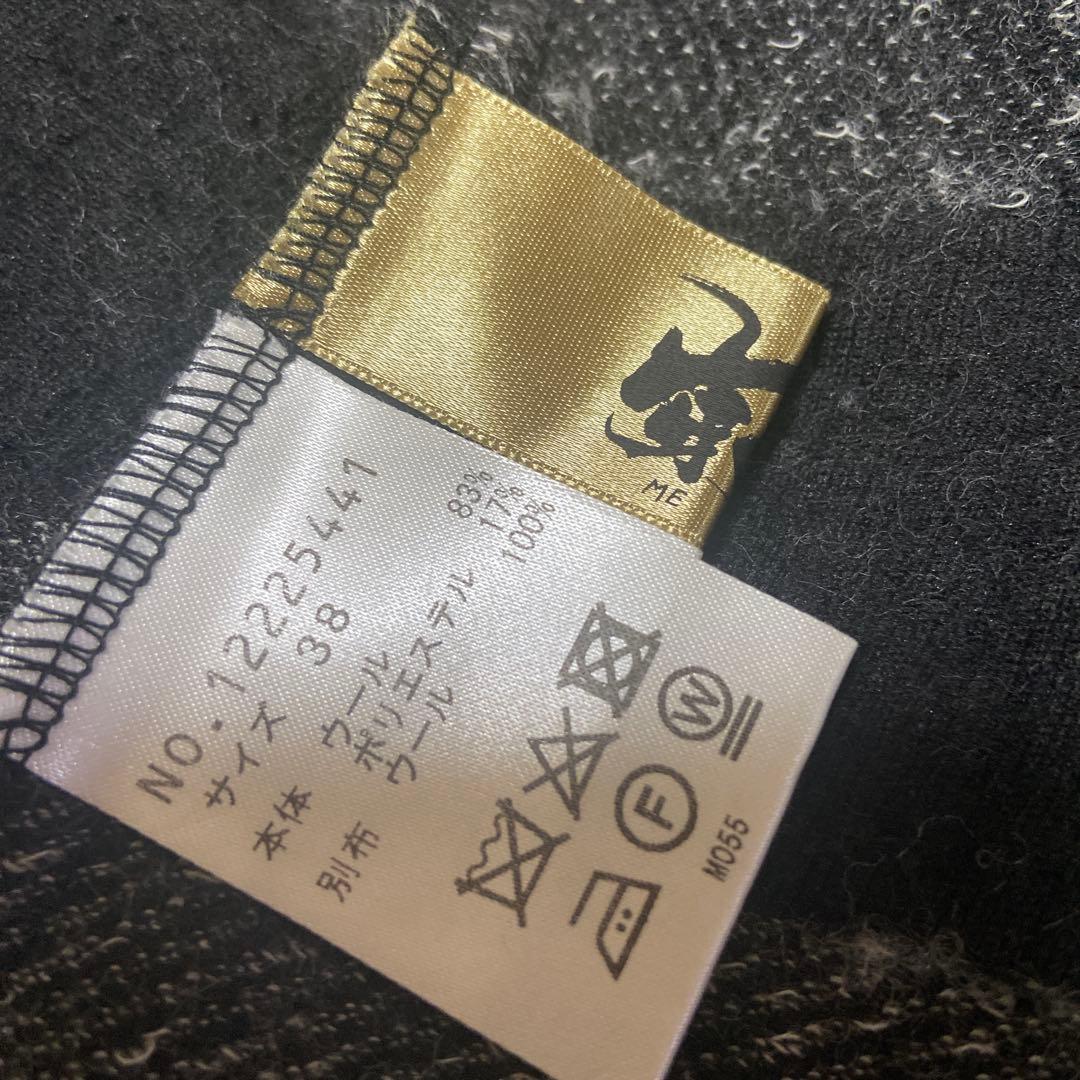 ME
NO.12225441
サイズ 38
本体 ウール 83%
ポリエステル 17%
別布 ウール 100%
W
F
M055